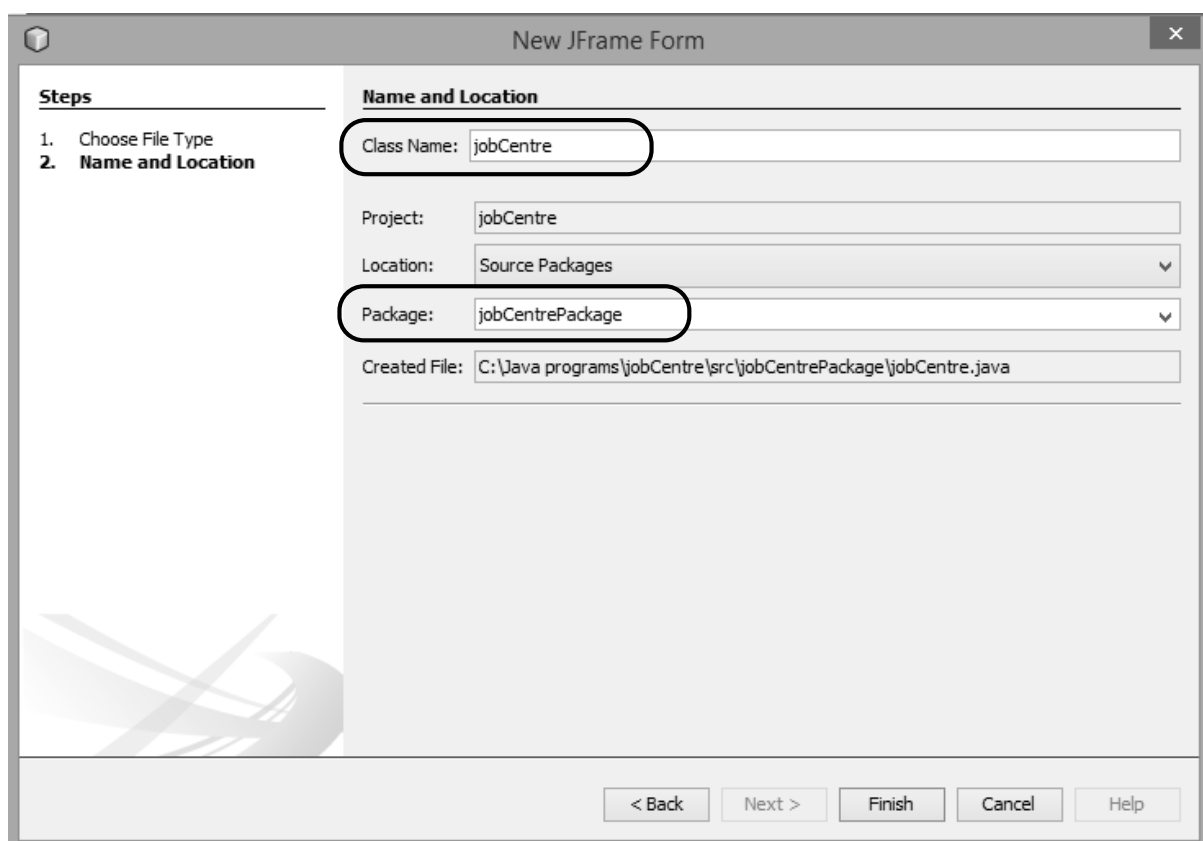 New JFrame Form
Steps
1. Choose File Type
2. Name and Location
Name and Location
Class Name: jobCentre
Project: jobCentre
Location: Source Packages
Package: jobCentrePackage
Created File: C:\Java programs\jobCentre\src\jobCentrePackage\jobCentre.java
< Back Next > Finish Cancel Help